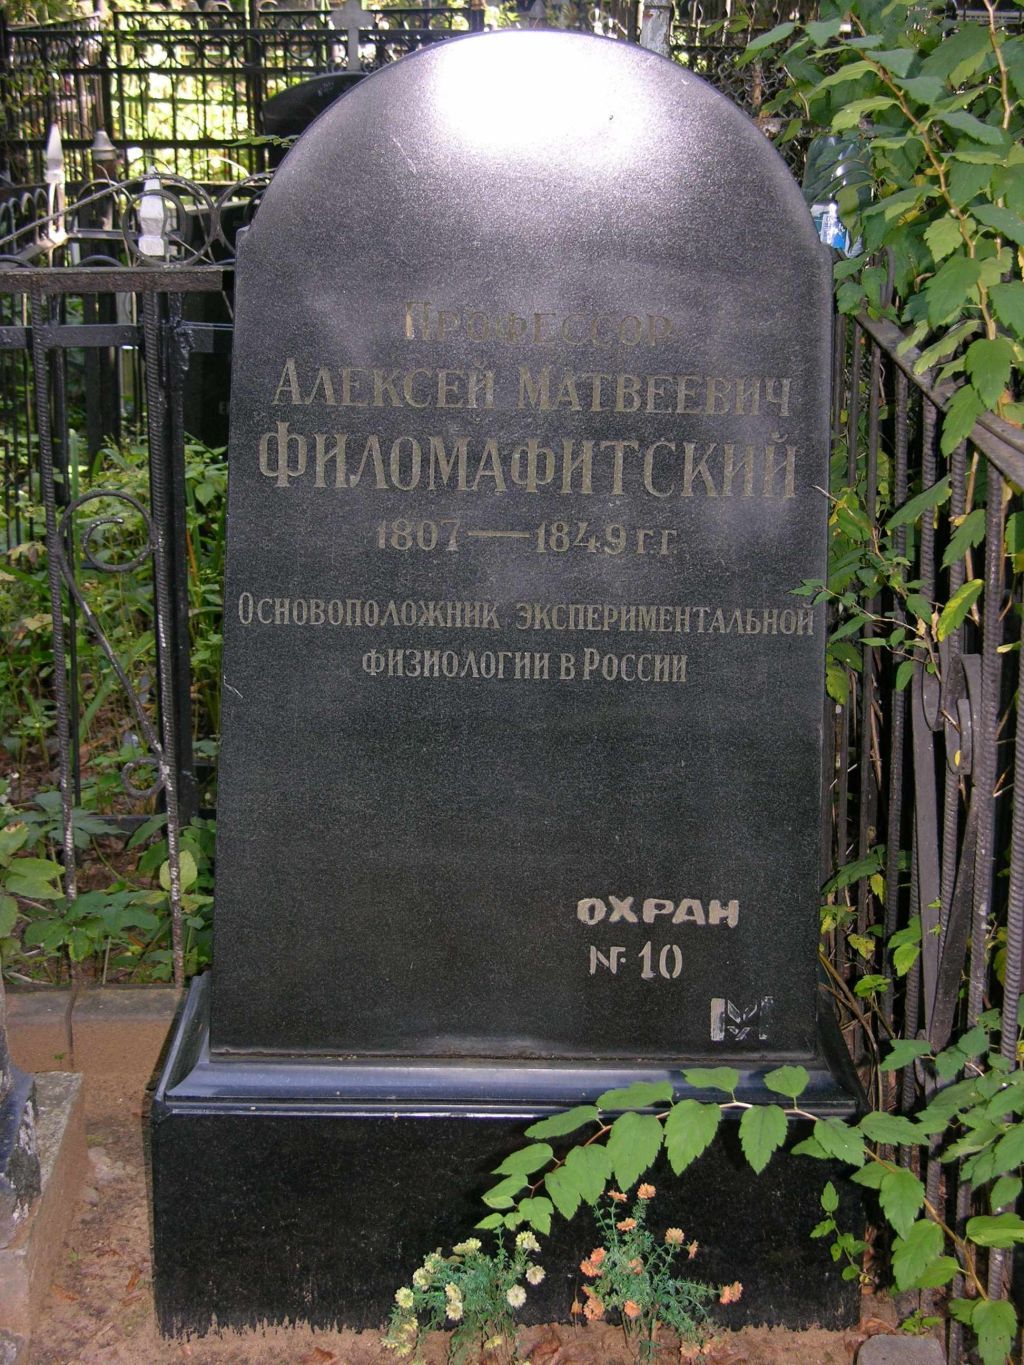 Профессор
Алексей Матвеевич
Филомафитский
1807 — 1849 г.г.
Основоположник экспериментальной
физиологии в России
ОХРАН
№ 10